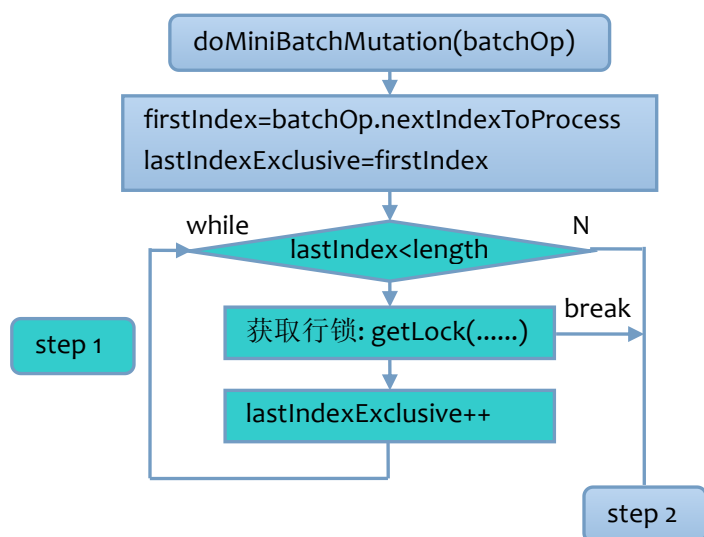 doMiniBatchMutation(batchOp)
firstIndex=batchOp.nextIndexToProcess
lastIndexExclusive=firstIndex
while
N
lastIndex<length
break
step 1
获取行锁: getLock(......)
lastIndexExclusive++
step 2